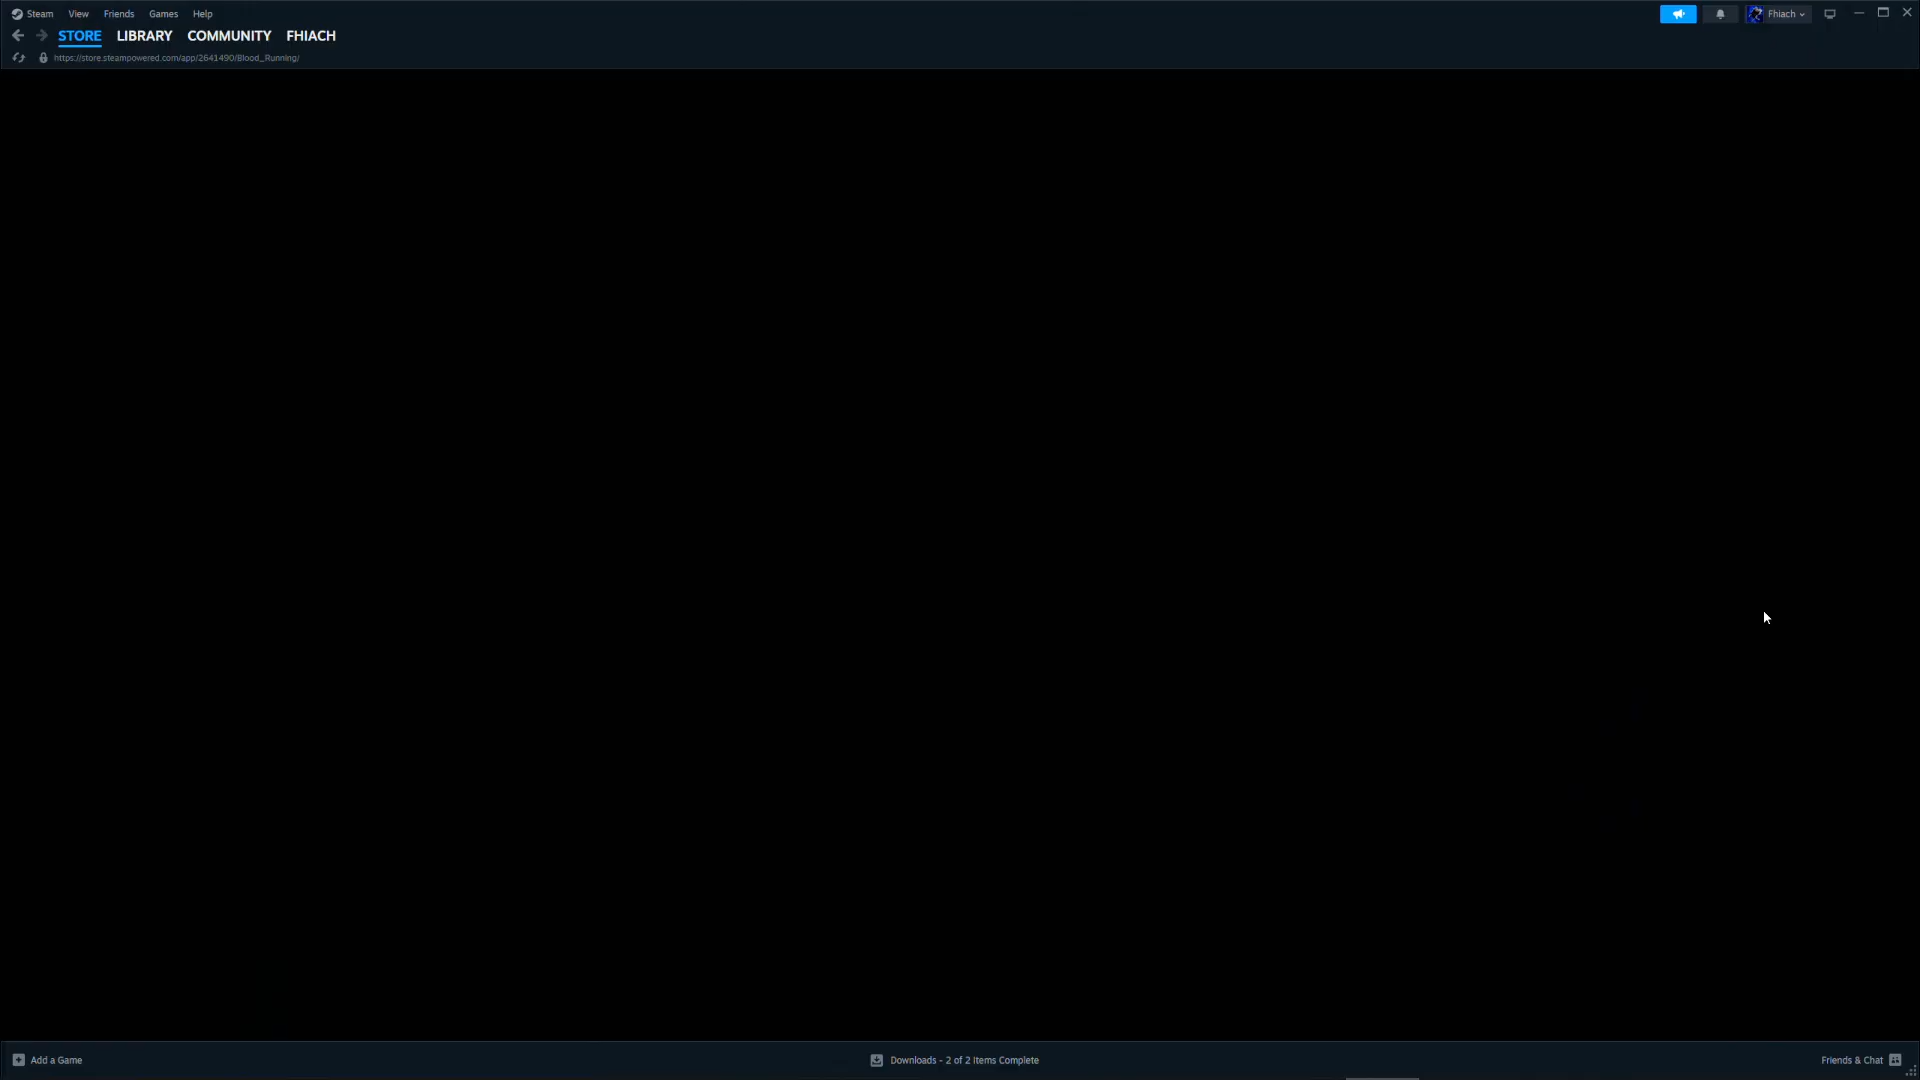 Steam View Friends Games Help Fhiach
STORE LIBRARY COMMUNITY FHIACH
https://store.steampowered.com/app/2641490/Blood_Running/
Add a Game Downloads - 2 of 2 Items Complete Friends & Chat